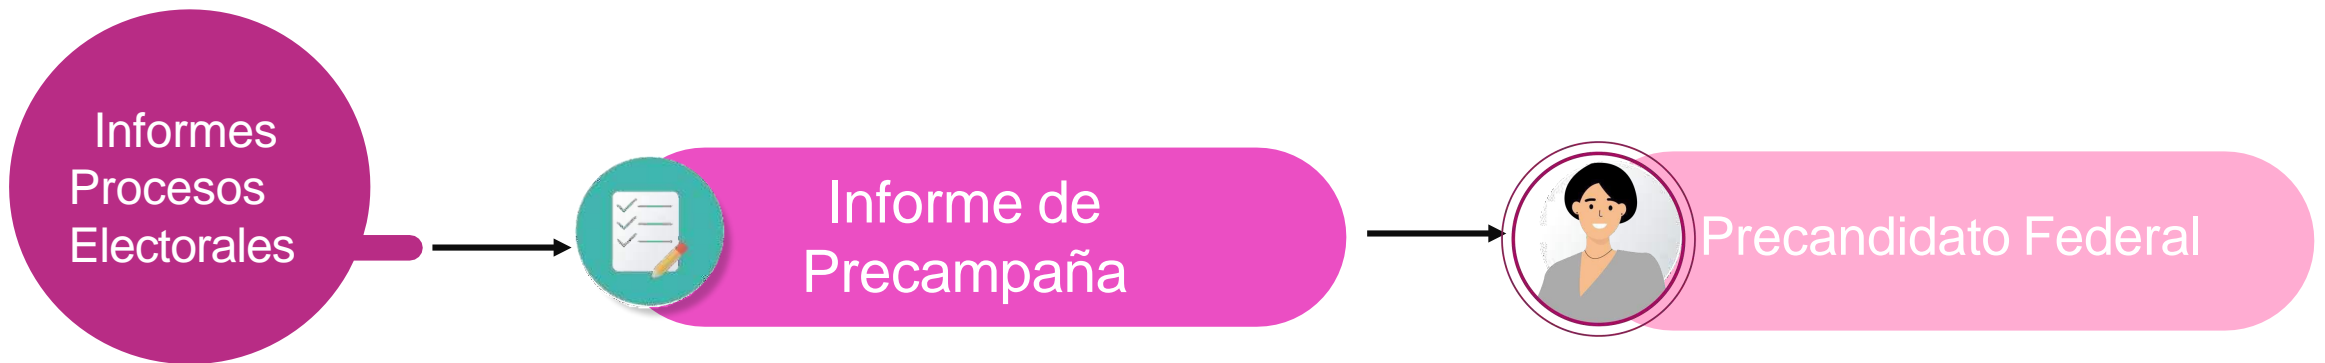 Informes
Procesos
Electorales
Informe de
Precampaña
Precandidato Federal